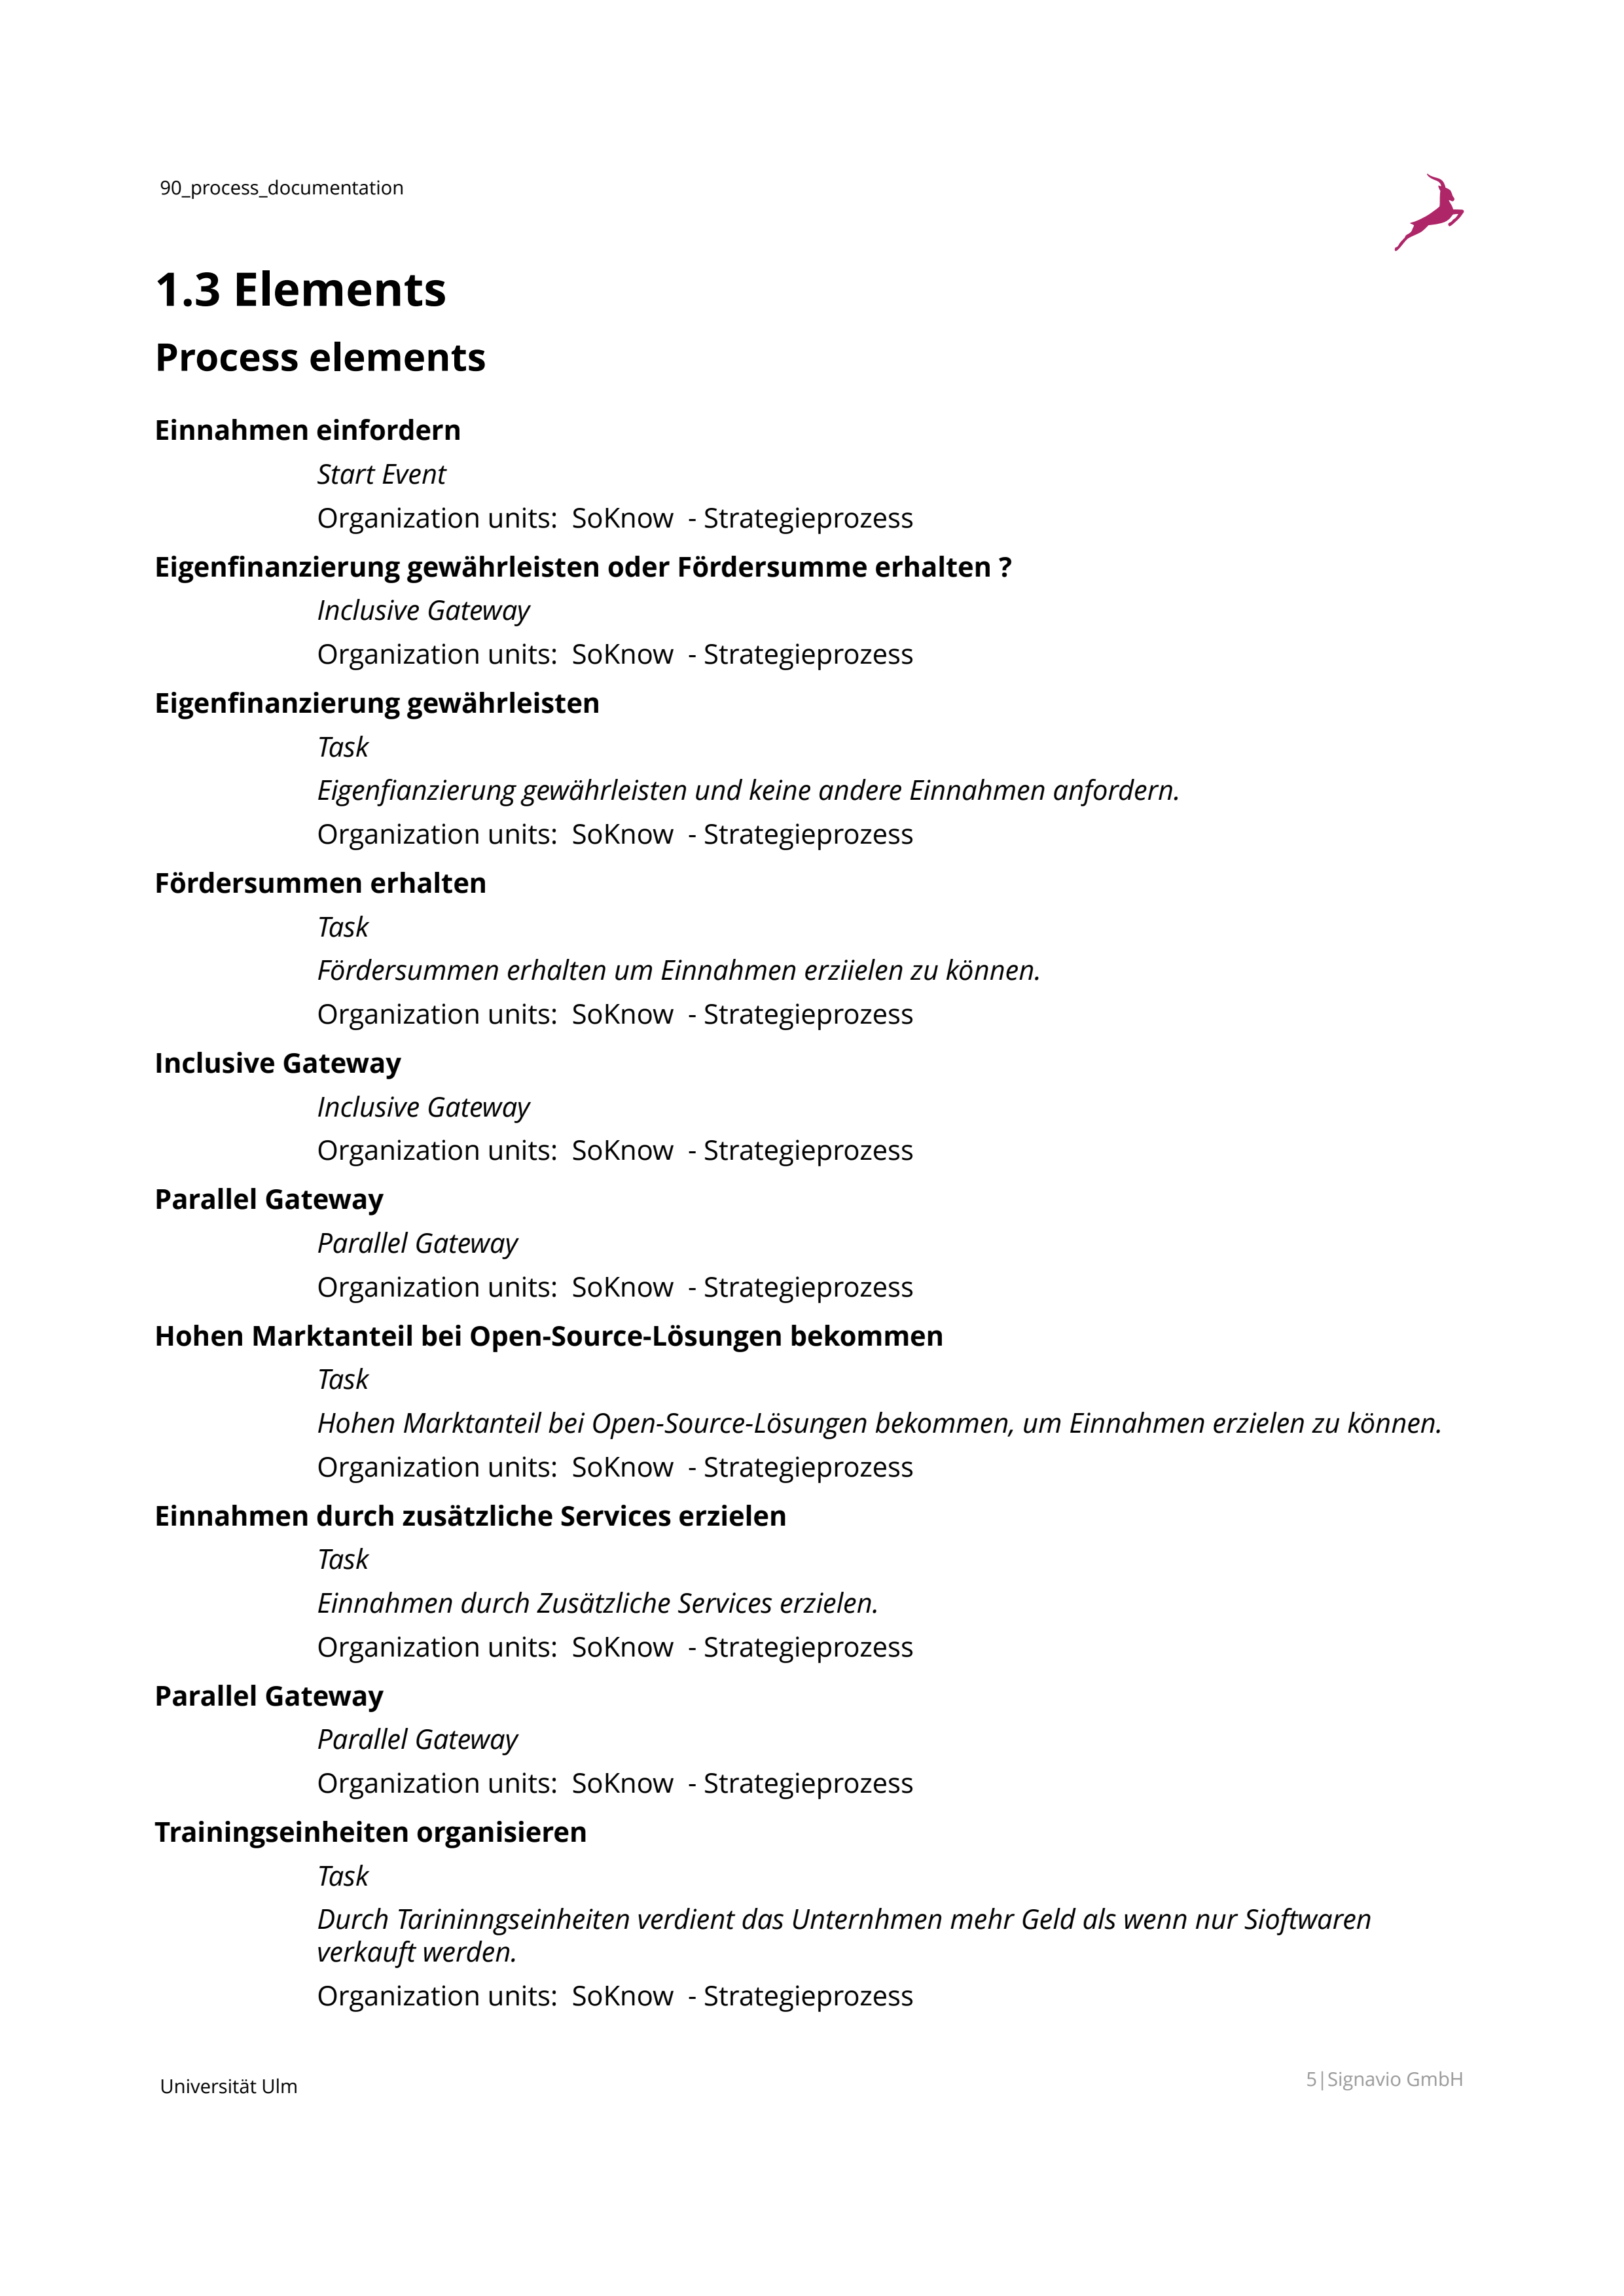 90_process_documentation
1.3 Elements
Process elements
Einnahmen einfordern
Start Event
Organization units:  SoKnow  - Strategieprozess
Eigenfinanzierung gewährleisten oder Fördersumme erhalten ?
Inclusive Gateway
Organization units:  SoKnow  - Strategieprozess
Eigenfinanzierung gewährleisten
Task
Eigenfianzierung gewährleisten und keine andere Einnahmen anfordern.
Organization units:  SoKnow  - Strategieprozess
Fördersummen erhalten
Task
Fördersummen erhalten um Einnahmen erziielen zu können.
Organization units:  SoKnow  - Strategieprozess
Inclusive Gateway
Inclusive Gateway
Organization units:  SoKnow  - Strategieprozess
Parallel Gateway
Parallel Gateway
Organization units:  SoKnow  - Strategieprozess
Hohen Marktanteil bei Open-Source-Lösungen bekommen
Task
Hohen Marktanteil bei Open-Source-Lösungen bekommen, um Einnahmen erzielen zu können.
Organization units:  SoKnow  - Strategieprozess
Einnahmen durch zusätzliche Services erzielen
Task
Einnahmen durch Zusätzliche Services erzielen.
Organization units:  SoKnow  - Strategieprozess
Parallel Gateway
Parallel Gateway
Organization units:  SoKnow  - Strategieprozess
Trainingseinheiten organisieren
Task
Durch Tarininngseinheiten verdient das Unternhmen mehr Geld als wenn nur Sioftwaren
verkauft werden.
Organization units:  SoKnow  - Strategieprozess
Universität Ulm
5|Signavio GmbH